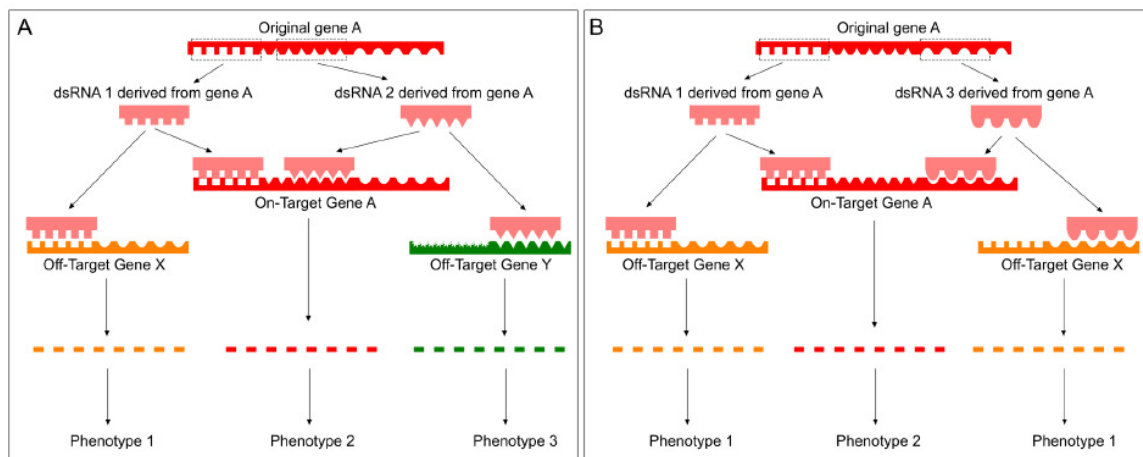 A
Original gene A
dsRNA 1 derived from gene A
dsRNA 2 derived from gene A
On-Target Gene A
Off-Target Gene X
Off-Target Gene Y
Phenotype 1
Phenotype 2
Phenotype 3
B
Original gene A
dsRNA 1 derived from gene A
dsRNA 3 derived from gene A
On-Target Gene A
Off-Target Gene X
Off-Target Gene X
Phenotype 1
Phenotype 2
Phenotype 1